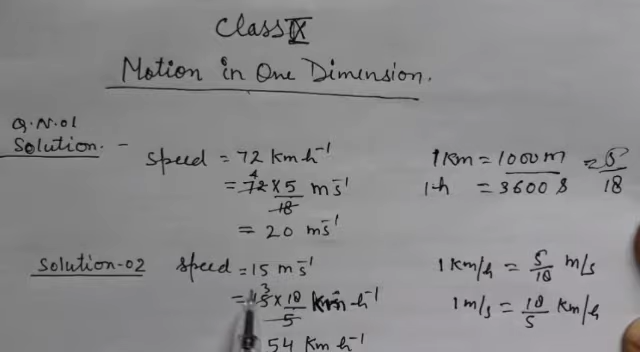 Class IX
Motion in One Dimension.
Q.N.01
Solution. -
Speed = 72 Km h⁻¹
= 72 × 5/18 m s⁻¹
= 20 m s⁻¹
1 Km = 1000 m
1 h = 3600 S
= 5/18
Solution-02
Speed = 15 m s⁻¹
= 15 × 18/5 Km h⁻¹
54 Km h⁻¹
1 Km/h = 5/18 m/s
1 m/s = 18/5 Km/h